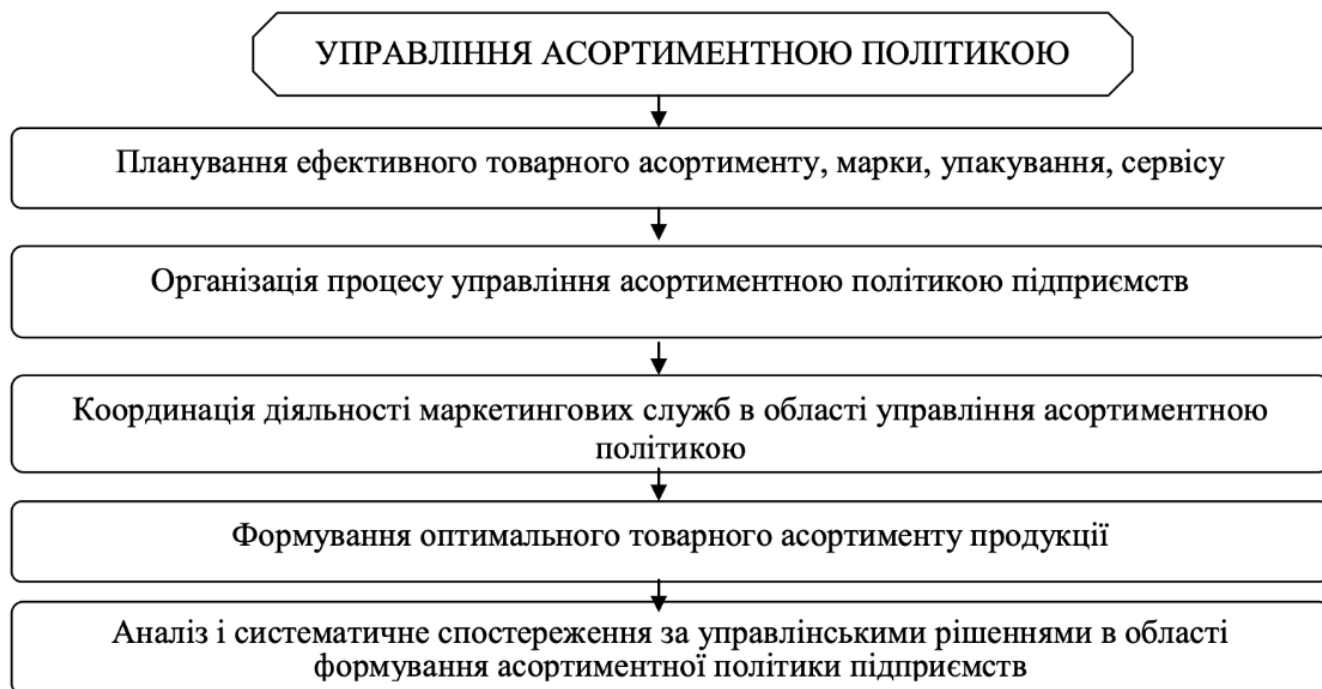 УПРАВЛІННЯ АСОРТИМЕНТНОЮ ПОЛІТИКОЮ
Планування ефективного товарного асортименту, марки, упакування, сервісу
Організація процесу управління асортиментною політикою підприємств
Координація діяльності маркетингових служб в області управління асортиментною
політикою
Формування оптимального товарного асортименту продукції
Аналіз і систематичне спостереження за управлінськими рішеннями в області
формування асортиментної політики підприємств